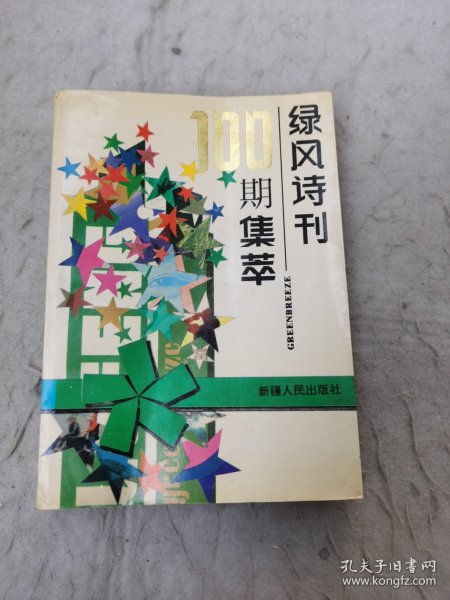 绿风诗刊
GREENBREEZE
100
期集萃
新疆人民出版社
孔夫子旧书网
www.kongfz.com